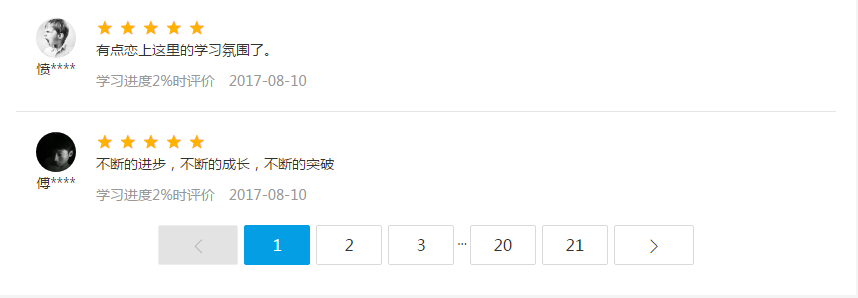 有点恋上这里的学习氛围了。
愤****
学习进度2%时评价 2017-08-10
不断的进步，不断的成长，不断的突破
傅****
学习进度2%时评价 2017-08-10
1 2 3 ... 20 21